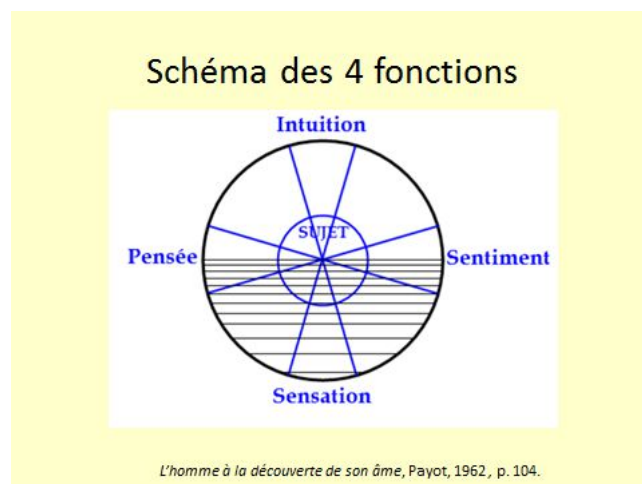 Schéma des 4 fonctions
Intuition
SUJET
Pensée
Sentiment
Sensation
L'homme à la découverte de son âme, Payot, 1962, p. 104.